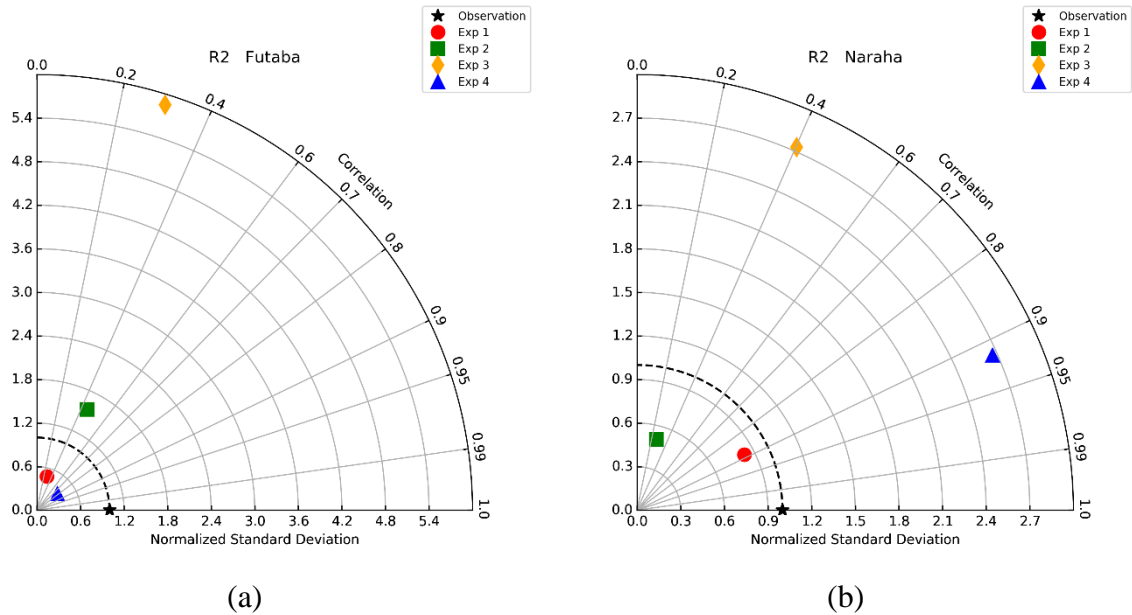 Observation
Exp 1
Exp 2
Exp 3
Exp 4
R2 Futaba
0.0
0.2
0.4
0.6
0.7
0.8
0.9
0.95
0.99
1.0
Correlation
5.4
4.8
4.2
3.6
3.0
2.4
1.8
1.2
0.6
0.0
0.0 0.6 1.2 1.8 2.4 3.0 3.6 4.2 4.8 5.4
Normalized Standard Deviation
(a)
Observation
Exp 1
Exp 2
Exp 3
Exp 4
R2 Naraha
0.0
0.2
0.4
0.6
0.7
0.8
0.9
0.95
0.99
1.0
Correlation
2.7
2.4
2.1
1.8
1.5
1.2
0.9
0.6
0.3
0.0
0.0 0.3 0.6 0.9 1.2 1.5 1.8 2.1 2.4 2.7
Normalized Standard Deviation
(b)